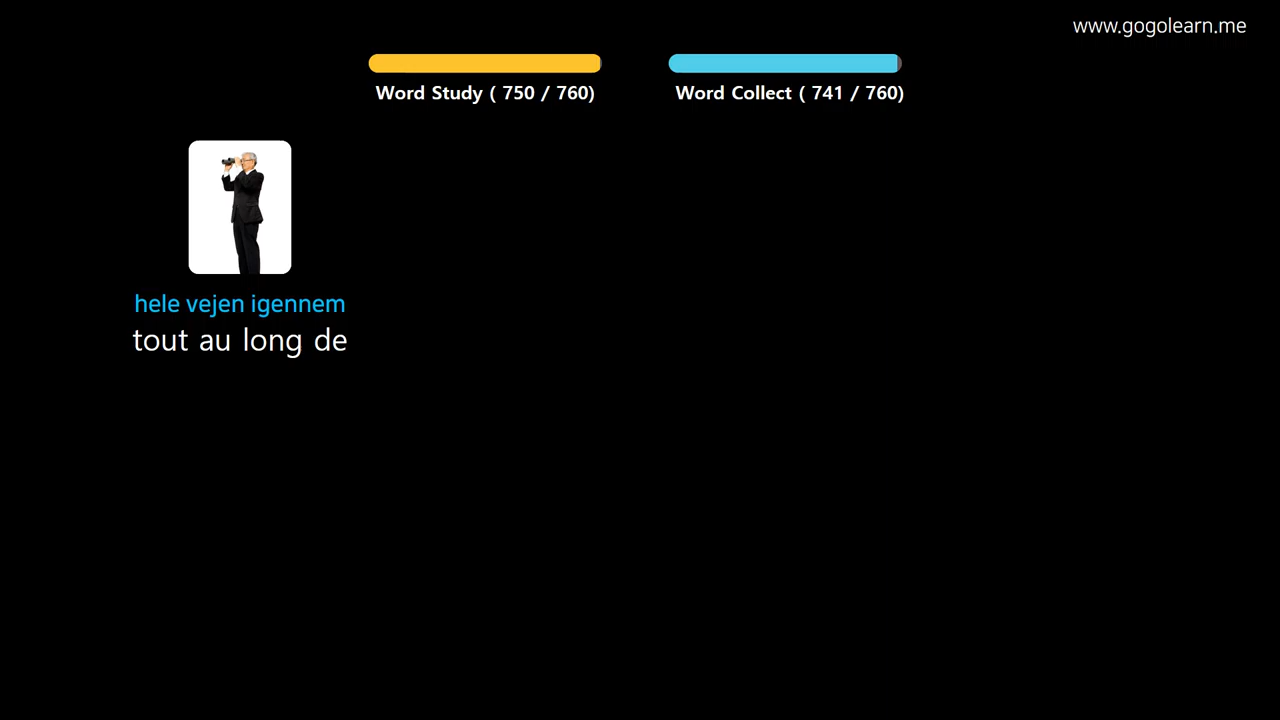 www.gogolearn.me
Word Study ( 750 / 760)
Word Collect ( 741 / 760)
hele vejen igennem
tout au long de